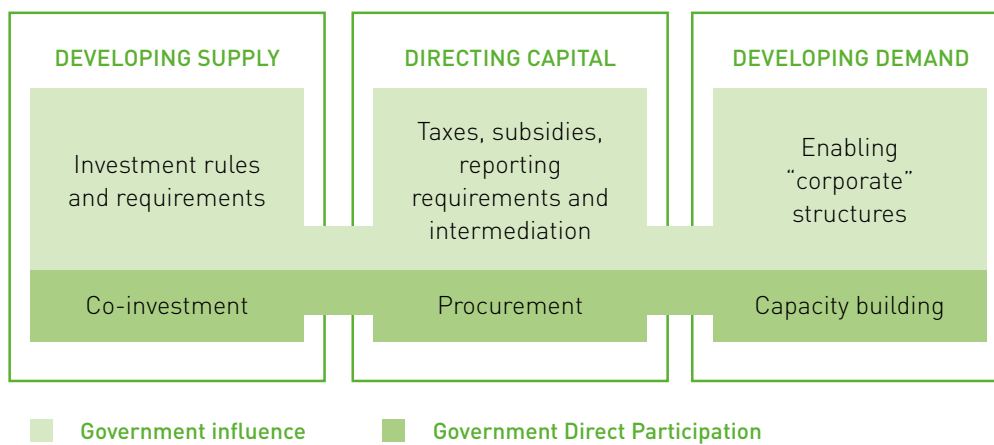 DEVELOPING SUPPLY
Investment rules
and requirements
Co-investment
DIRECTING CAPITAL
Taxes, subsidies,
reporting
requirements and
intermediation
Procurement
DEVELOPING DEMAND
Enabling
“corporate”
structures
Capacity building
Government influence
Government Direct Participation